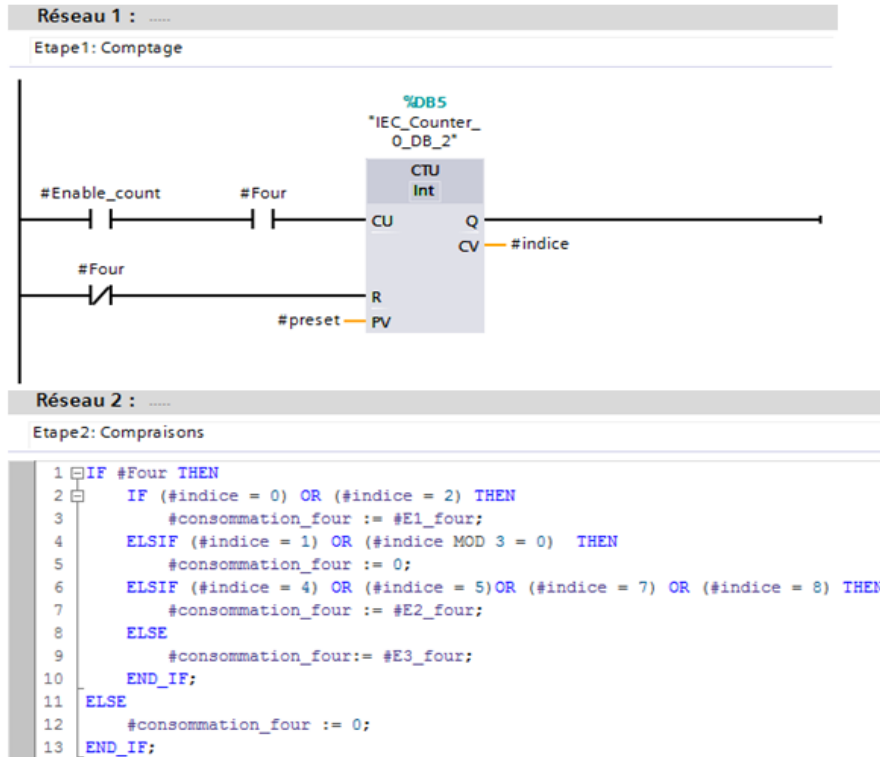 Réseau 1 : .....
Etape1: Comptage
%DB5
"IEC_Counter_
0_DB_2"
CTU
Int
#Enable_count #Four
CU Q
CV #indice
#Four
R
#preset PV
Réseau 2 : .....
Etape2: Compraisons
1 IF #Four THEN
2 IF (#indice = 0) OR (#indice = 2) THEN
3 #consommation_four := #E1_four;
4 ELSIF (#indice = 1) OR (#indice MOD 3 = 0) THEN
5 #consommation_four := 0;
6 ELSIF (#indice = 4) OR (#indice = 5)OR (#indice = 7) OR (#indice = 8) THEN
7 #consommation_four := #E2_four;
8 ELSE
9 #consommation_four:= #E3_four;
10 END_IF;
11 ELSE
12 #consommation_four := 0;
13 END_IF;